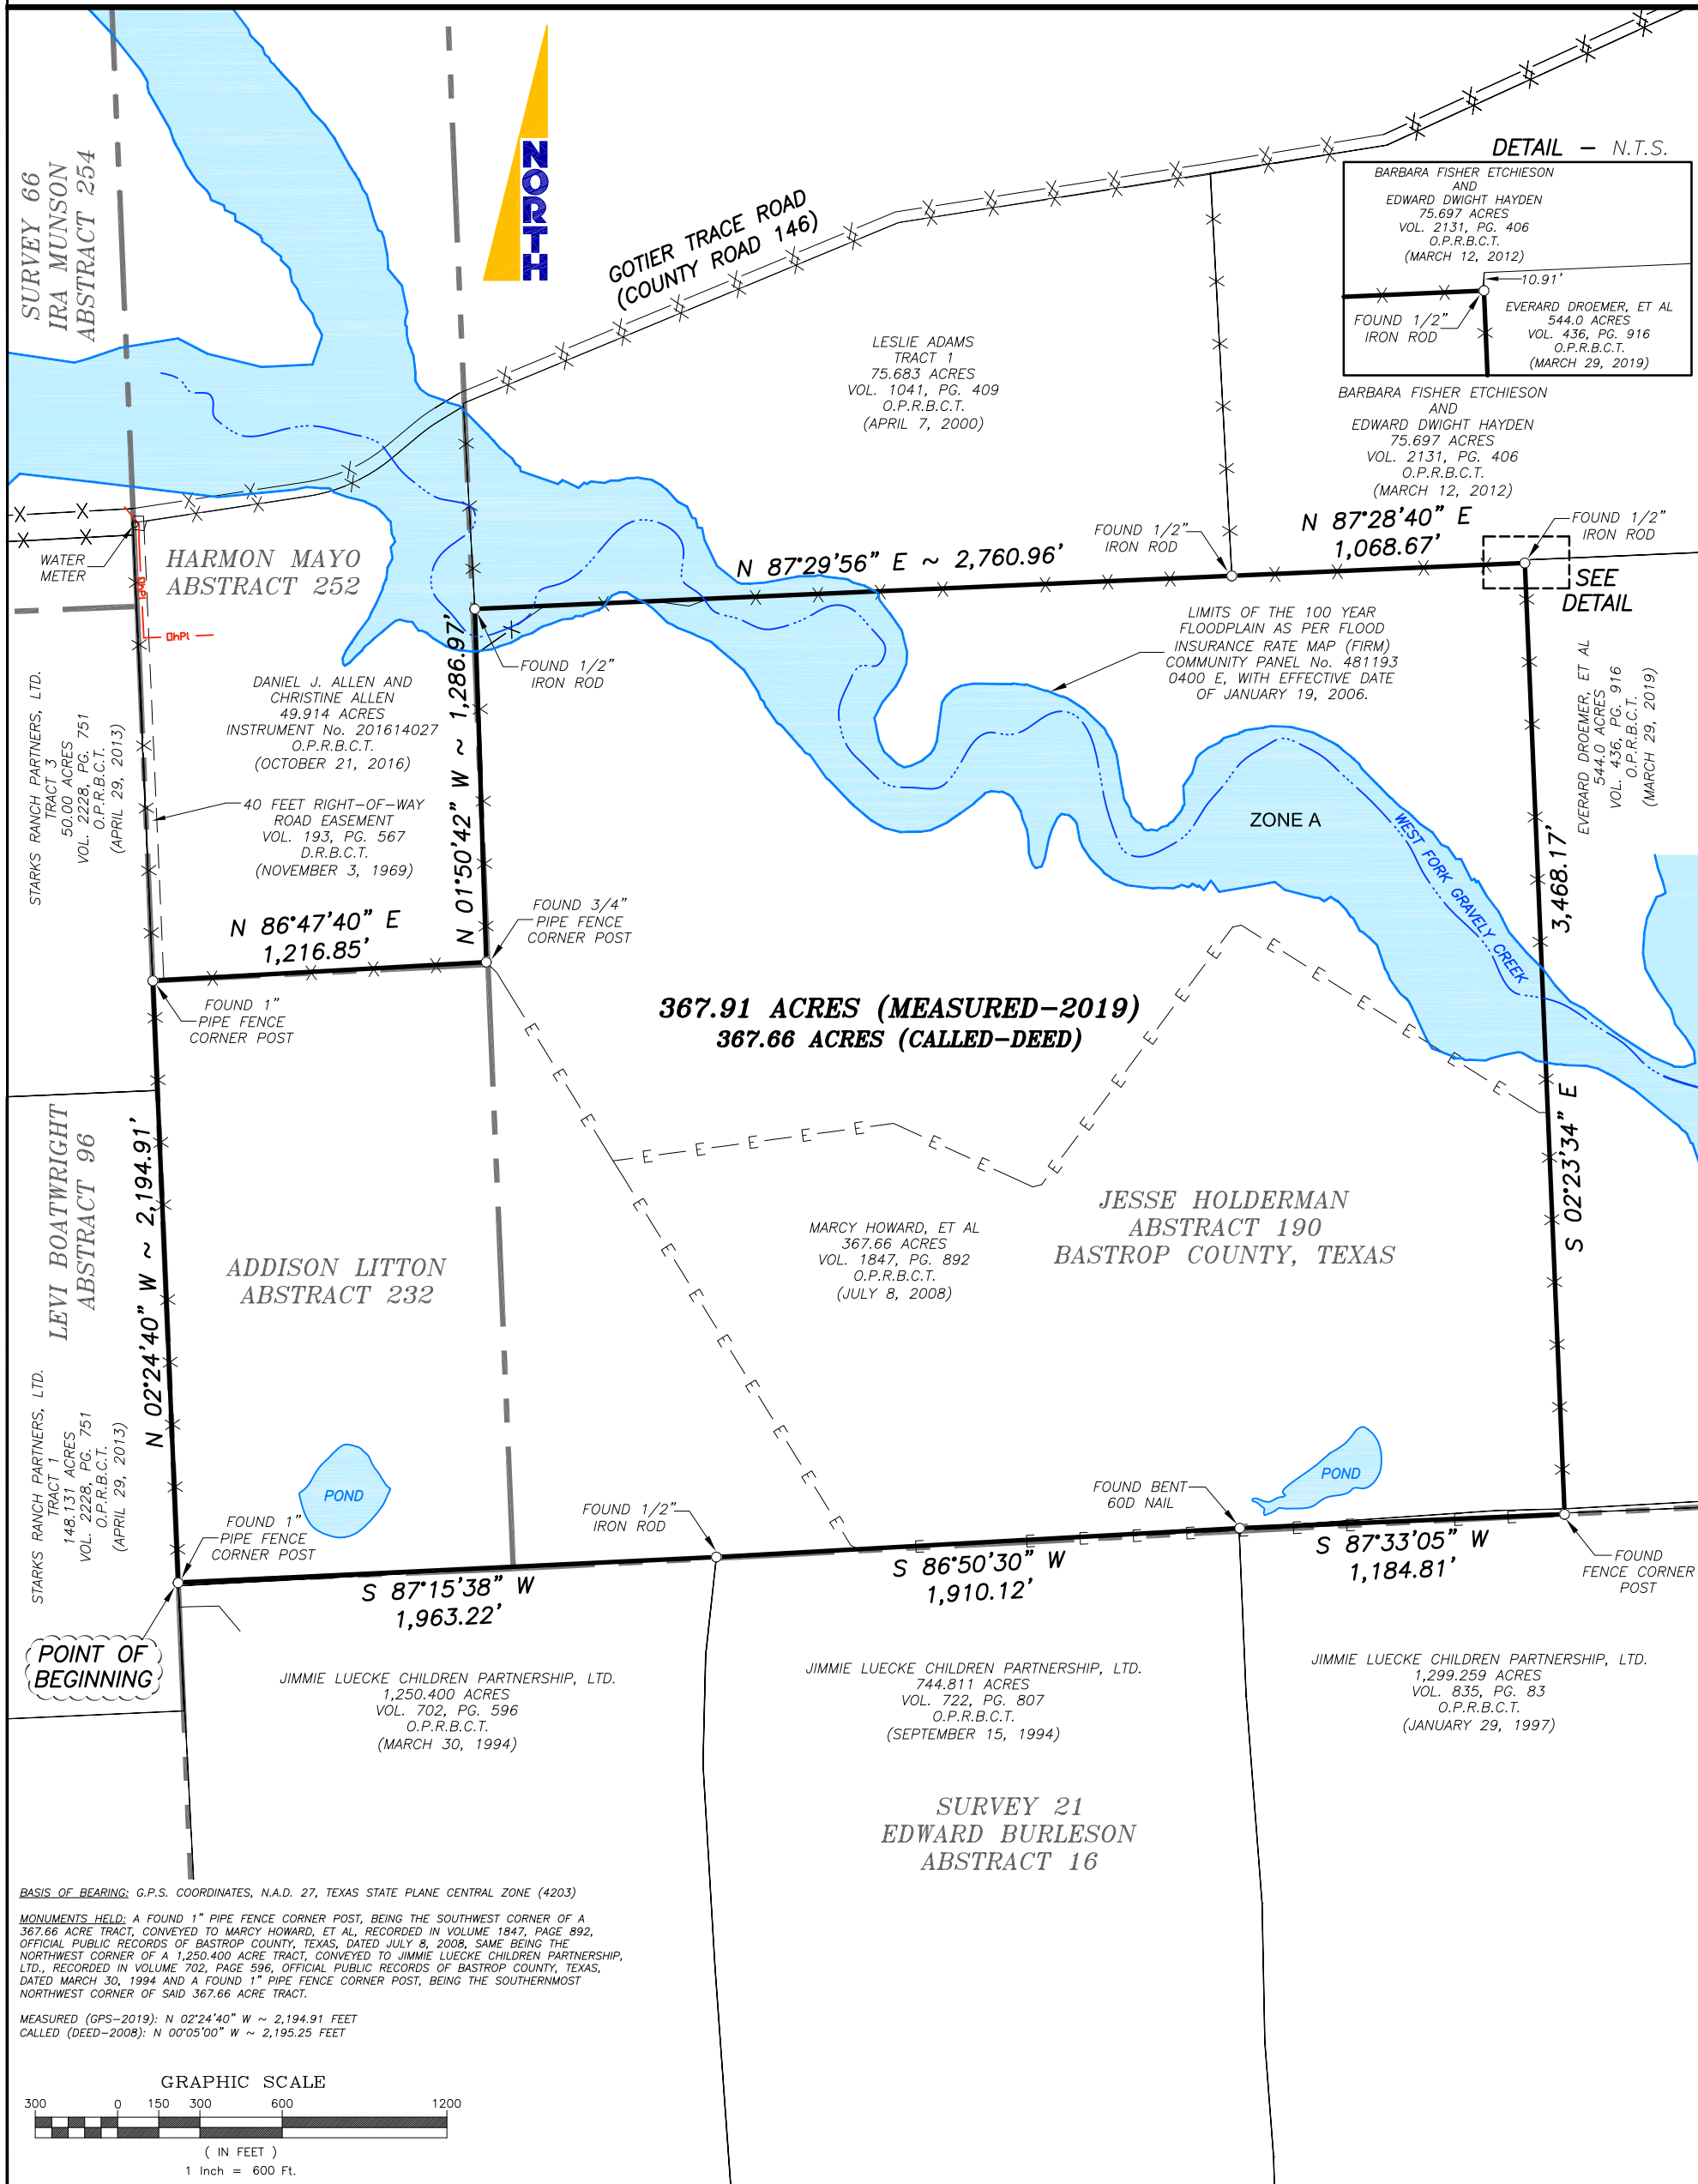 SURVEY 66
IRA MUNSON
ABSTRACT 254
NORTH
GOTIER TRACE ROAD
(COUNTY ROAD 146)
DETAIL – N.T.S.
BARBARA FISHER ETCHIESON
AND
EDWARD DWIGHT HAYDEN
75.697 ACRES
VOL. 2131, PG. 406
O.P.R.B.C.T.
(MARCH 12, 2012)
10.91'
FOUND 1/2"
IRON ROD
EVERARD DROEMER, ET AL
544.0 ACRES
VOL. 436, PG. 916
O.P.R.B.C.T.
(MARCH 29, 2019)
LESLIE ADAMS
TRACT 1
75.683 ACRES
VOL. 1041, PG. 409
O.P.R.B.C.T.
(APRIL 7, 2000)
BARBARA FISHER ETCHIESON
AND
EDWARD DWIGHT HAYDEN
75.697 ACRES
VOL. 2131, PG. 406
O.P.R.B.C.T.
(MARCH 12, 2012)
WATER
METER
HARMON MAYO
ABSTRACT 252
OhPl
OhPl
N 87°29'56" E ~ 2,760.96'
FOUND 1/2"
IRON ROD
N 87°28'40" E
1,068.67'
FOUND 1/2"
IRON ROD
SEE
DETAIL
LIMITS OF THE 100 YEAR
FLOODPLAIN AS PER FLOOD
INSURANCE RATE MAP (FIRM)
COMMUNITY PANEL No. 481193
0400 E, WITH EFFECTIVE DATE
OF JANUARY 19, 2006.
FOUND 1/2"
IRON ROD
STARKS RANCH PARTNERS, LTD.
TRACT 3
50.00 ACRES
VOL. 2228, PG. 751
O.P.R.B.C.T.
(APRIL 29, 2013)
DANIEL J. ALLEN AND
CHRISTINE ALLEN
49.914 ACRES
INSTRUMENT No. 201614027
O.P.R.B.C.T.
(OCTOBER 21, 2016)
40 FEET RIGHT–OF–WAY
ROAD EASEMENT
VOL. 193, PG. 567
D.R.B.C.T.
(NOVEMBER 3, 1969)
N 01°50'42" W ~ 1,286.97'
EVERARD DROEMER, ET AL
544.0 ACRES
VOL. 436, PG. 916
O.P.R.B.C.T.
(MARCH 29, 2019)
ZONE A
WEST FORK GRAVELY CREEK
S 02°23'34" E
3,468.17'
N 86°47'40" E
1,216.85'
FOUND 3/4"
PIPE FENCE
CORNER POST
FOUND 1"
PIPE FENCE
CORNER POST
367.91 ACRES (MEASURED–2019)
367.66 ACRES (CALLED–DEED)
LEVI BOATWRIGHT
ABSTRACT 96
N 02°24'40" W ~ 2,194.91'
ADDISON LITTON
ABSTRACT 232
MARCY HOWARD, ET AL
367.66 ACRES
VOL. 1847, PG. 892
O.P.R.B.C.T.
(JULY 8, 2008)
JESSE HOLDERMAN
ABSTRACT 190
BASTROP COUNTY, TEXAS
STARKS RANCH PARTNERS, LTD.
TRACT 1
148.131 ACRES
VOL. 2228, PG. 751
O.P.R.B.C.T.
(APRIL 29, 2013)
POND
POND
FOUND 1"
PIPE FENCE
CORNER POST
FOUND 1/2"
IRON ROD
FOUND BENT
60D NAIL
FOUND
FENCE CORNER
POST
S 87°15'38" W
1,963.22'
S 86°50'30" W
1,910.12'
S 87°33'05" W
1,184.81'
POINT OF
BEGINNING
JIMMIE LUECKE CHILDREN PARTNERSHIP, LTD.
1,250.400 ACRES
VOL. 702, PG. 596
O.P.R.B.C.T.
(MARCH 30, 1994)
JIMMIE LUECKE CHILDREN PARTNERSHIP, LTD.
744.811 ACRES
VOL. 722, PG. 807
O.P.R.B.C.T.
(SEPTEMBER 15, 1994)
JIMMIE LUECKE CHILDREN PARTNERSHIP, LTD.
1,299.259 ACRES
VOL. 835, PG. 83
O.P.R.B.C.T.
(JANUARY 29, 1997)
SURVEY 21
EDWARD BURLESON
ABSTRACT 16
BASIS OF BEARING: G.P.S. COORDINATES, N.A.D. 27, TEXAS STATE PLANE CENTRAL ZONE (4203)
MONUMENTS HELD: A FOUND 1" PIPE FENCE CORNER POST, BEING THE SOUTHWEST CORNER OF A
367.66 ACRE TRACT, CONVEYED TO MARCY HOWARD, ET AL, RECORDED IN VOLUME 1847, PAGE 892,
OFFICIAL PUBLIC RECORDS OF BASTROP COUNTY, TEXAS, DATED JULY 8, 2008, SAME BEING THE
NORTHWEST CORNER OF A 1,250.400 ACRE TRACT, CONVEYED TO JIMMIE LUECKE CHILDREN PARTNERSHIP,
LTD., RECORDED IN VOLUME 702, PAGE 596, OFFICIAL PUBLIC RECORDS OF BASTROP COUNTY, TEXAS,
DATED MARCH 30, 1994 AND A FOUND 1" PIPE FENCE CORNER POST, BEING THE SOUTHERNMOST
NORTHWEST CORNER OF SAID 367.66 ACRE TRACT.
MEASURED (GPS–2019): N 02°24'40" W ~ 2,194.91 FEET
CALLED (DEED–2008): N 00°05'00" W ~ 2,195.25 FEET
GRAPHIC SCALE
300 0 150 300 600 1200
( IN FEET )
1 Inch = 600 Ft.